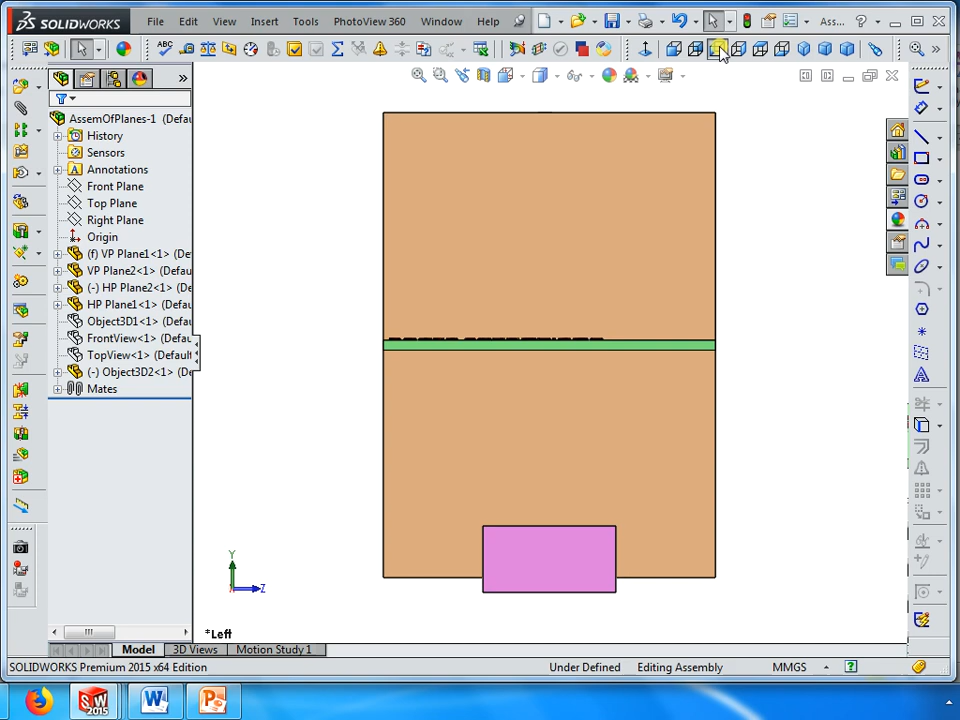 SOLIDWORKS File Edit View Insert Tools PhotoView 360 Window Help Ass... ?
AssemOfPlanes-1 (Defau
History
Sensors
Annotations
Front Plane
Top Plane
Right Plane
Origin
(f) VP Plane1<1> (De
VP Plane2<1> (Defau
(-) HP Plane2<1> (D
HP Plane1<1> (Defau
Object3D1<1> (Defau
FrontView<1> (Defau
TopView<1> (Default
(-) Object3D2<1> (De
Mates
Y
Z
*Left
Model 3D Views Motion Study 1
SOLIDWORKS Premium 2015 x64 Edition Under Defined Editing Assembly MMGS
SW 2015 W P